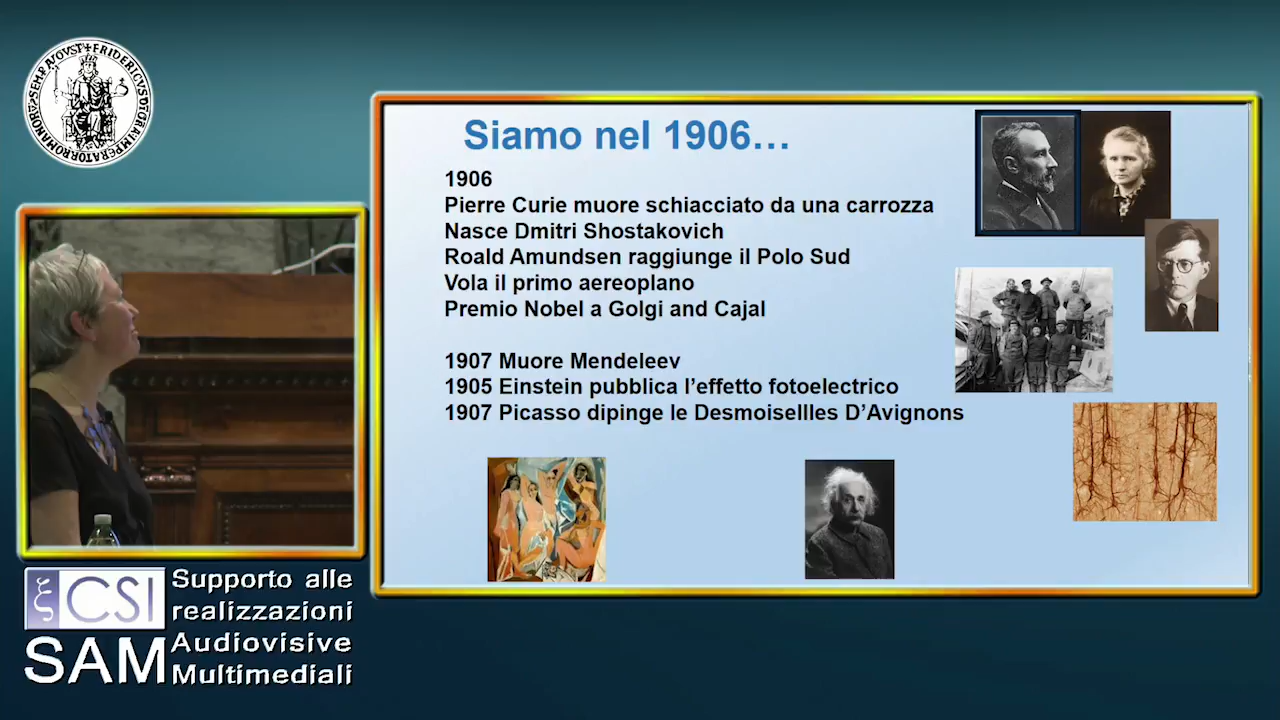 Siamo nel 1906…
1906
Pierre Curie muore schiacciato da una carrozza
Nasce Dmitri Shostakovich
Roald Amundsen raggiunge il Polo Sud
Vola il primo aereoplano
Premio Nobel a Golgi and Cajal
1907 Muore Mendeleev
1905 Einstein pubblica l’effetto fotoelectrico
1907 Picasso dipinge le Desmoisellles D’Avignons
CSI
SAM
Supporto alle
realizzazioni
Audiovisive
Multimediali